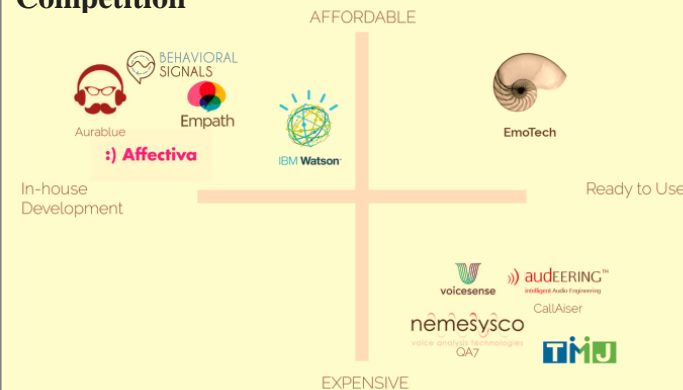 Competition
AFFORDABLE
BEHAVIORAL
SIGNALS
Aurablue
Empath
:) Affectiva
IBM Watson
EmoTech
In-house
Development
Ready to Use
voicesense
audEERING™
intelligent Audio Engineering
CallAiser
nemesysco
voice analysis technologies
QA7
TMJ
EXPENSIVE